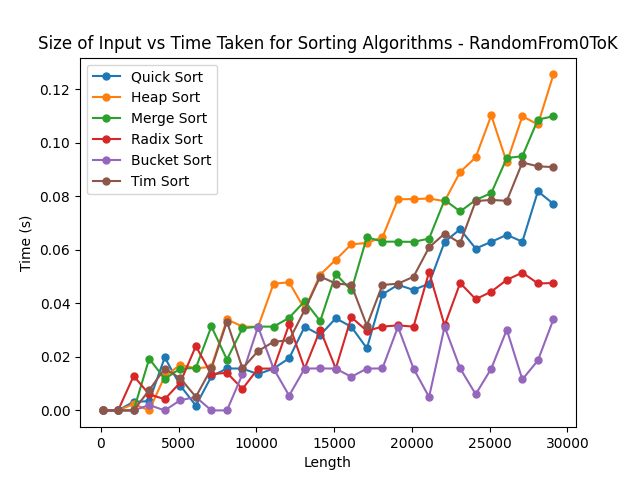 Size of Input vs Time Taken for Sorting Algorithms - RandomFrom0ToK
Quick Sort
Heap Sort
Merge Sort
Radix Sort
Bucket Sort
Tim Sort
0.12
0.10
0.08
0.06
0.04
0.02
0.00
Time (s)
0 5000 10000 15000 20000 25000 30000
Length